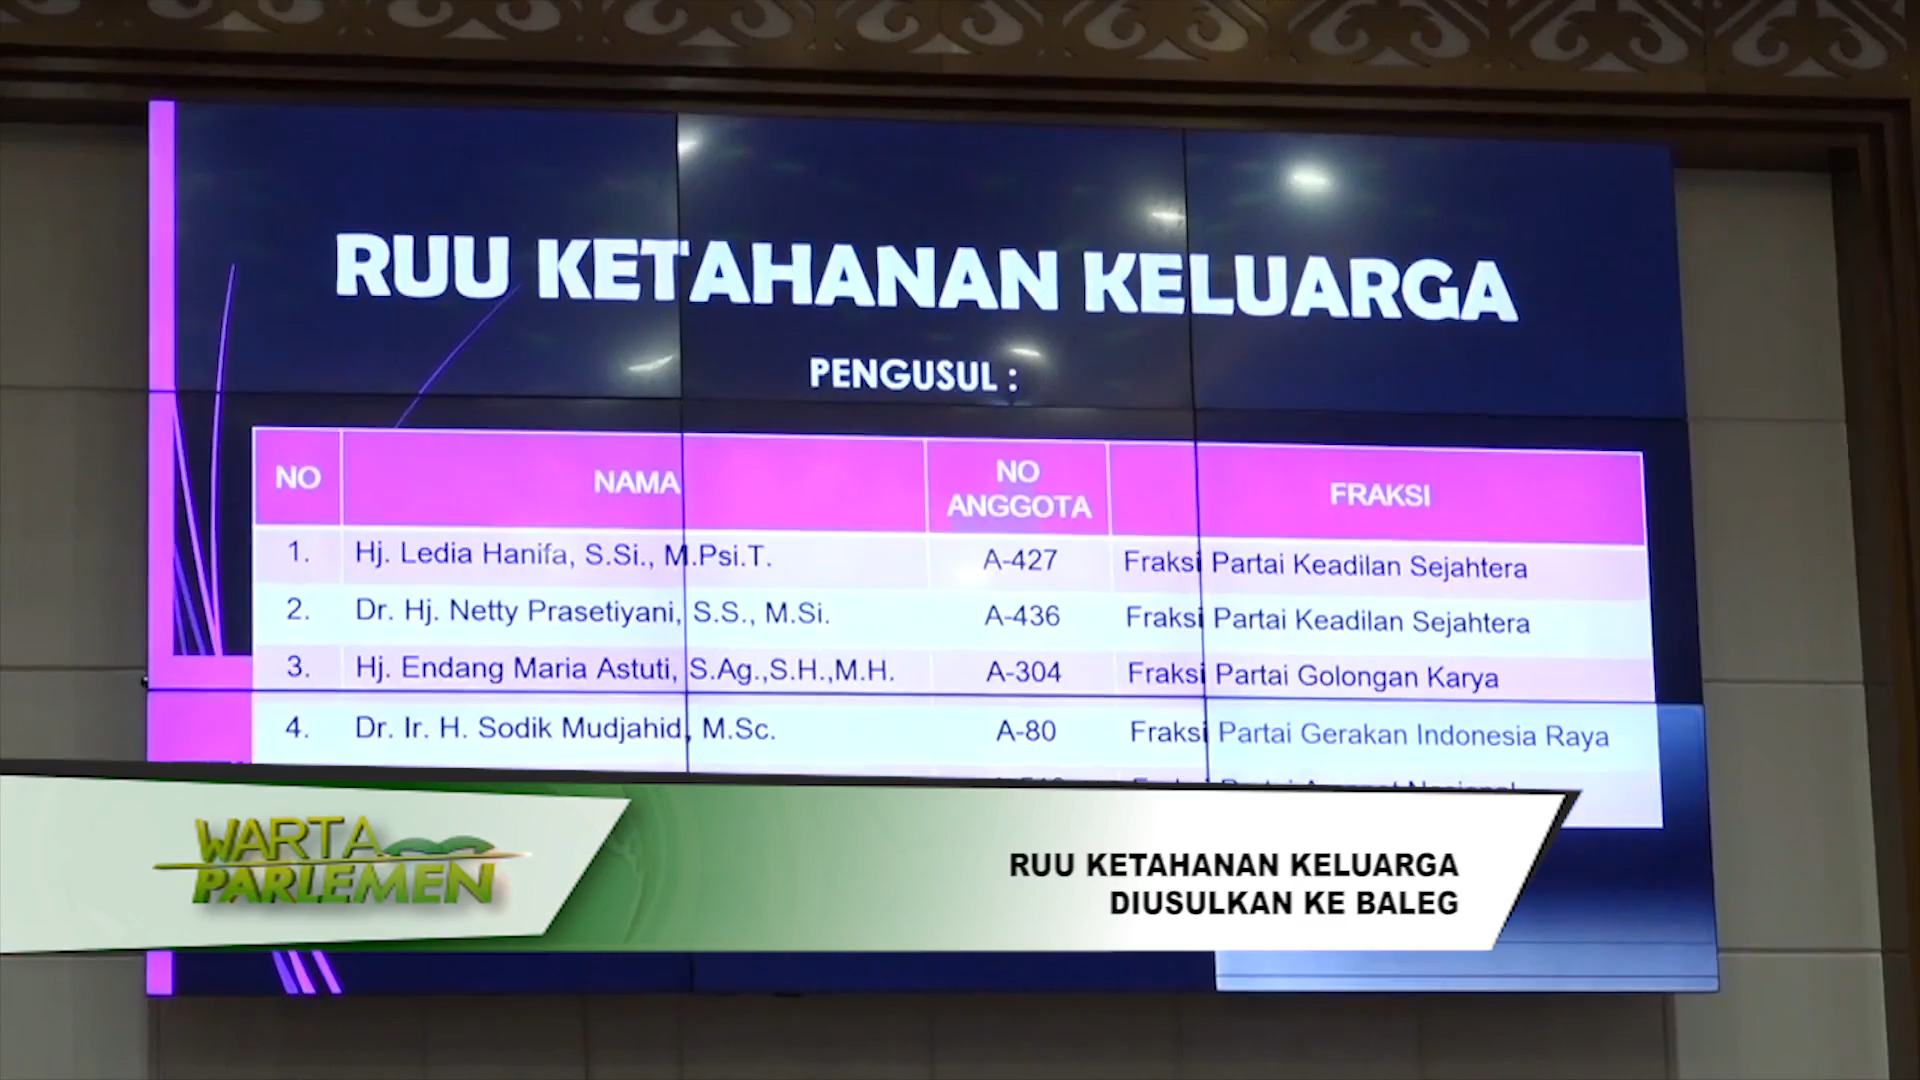 RUU KETAHANAN KELUARGA
PENGUSUL :
NO NAMA NO ANGGOTA FRAKSI
1. Hj. Ledia Hanifa, S.Si., M.Psi.T. A-427 Fraksi Partai Keadilan Sejahtera
2. Dr. Hj. Netty Prasetiyani, S.S., M.Si. A-436 Fraksi Partai Keadilan Sejahtera
3. Hj. Endang Maria Astuti, S.Ag.,S.H.,M.H. A-304 Fraksi Partai Golongan Karya
4. Dr. Ir. H. Sodik Mudjahid, M.Sc. A-80 Fraksi Partai Gerakan Indonesia Raya
WARTA
PARLEMEN
RUU KETAHANAN KELUARGA
DIUSULKAN KE BALEG